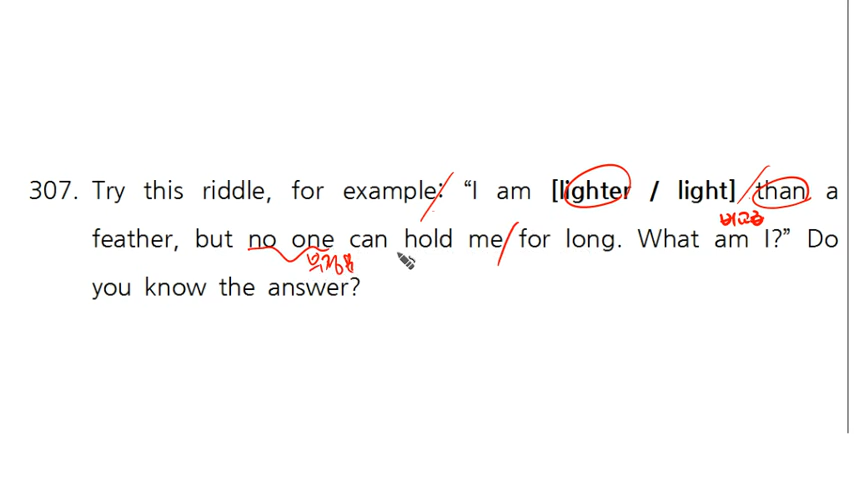 307. Try this riddle, for example: “I am [lighter / light] than a
비교급
feather, but no one can hold me for long. What am I?” Do
부정문
you know the answer?